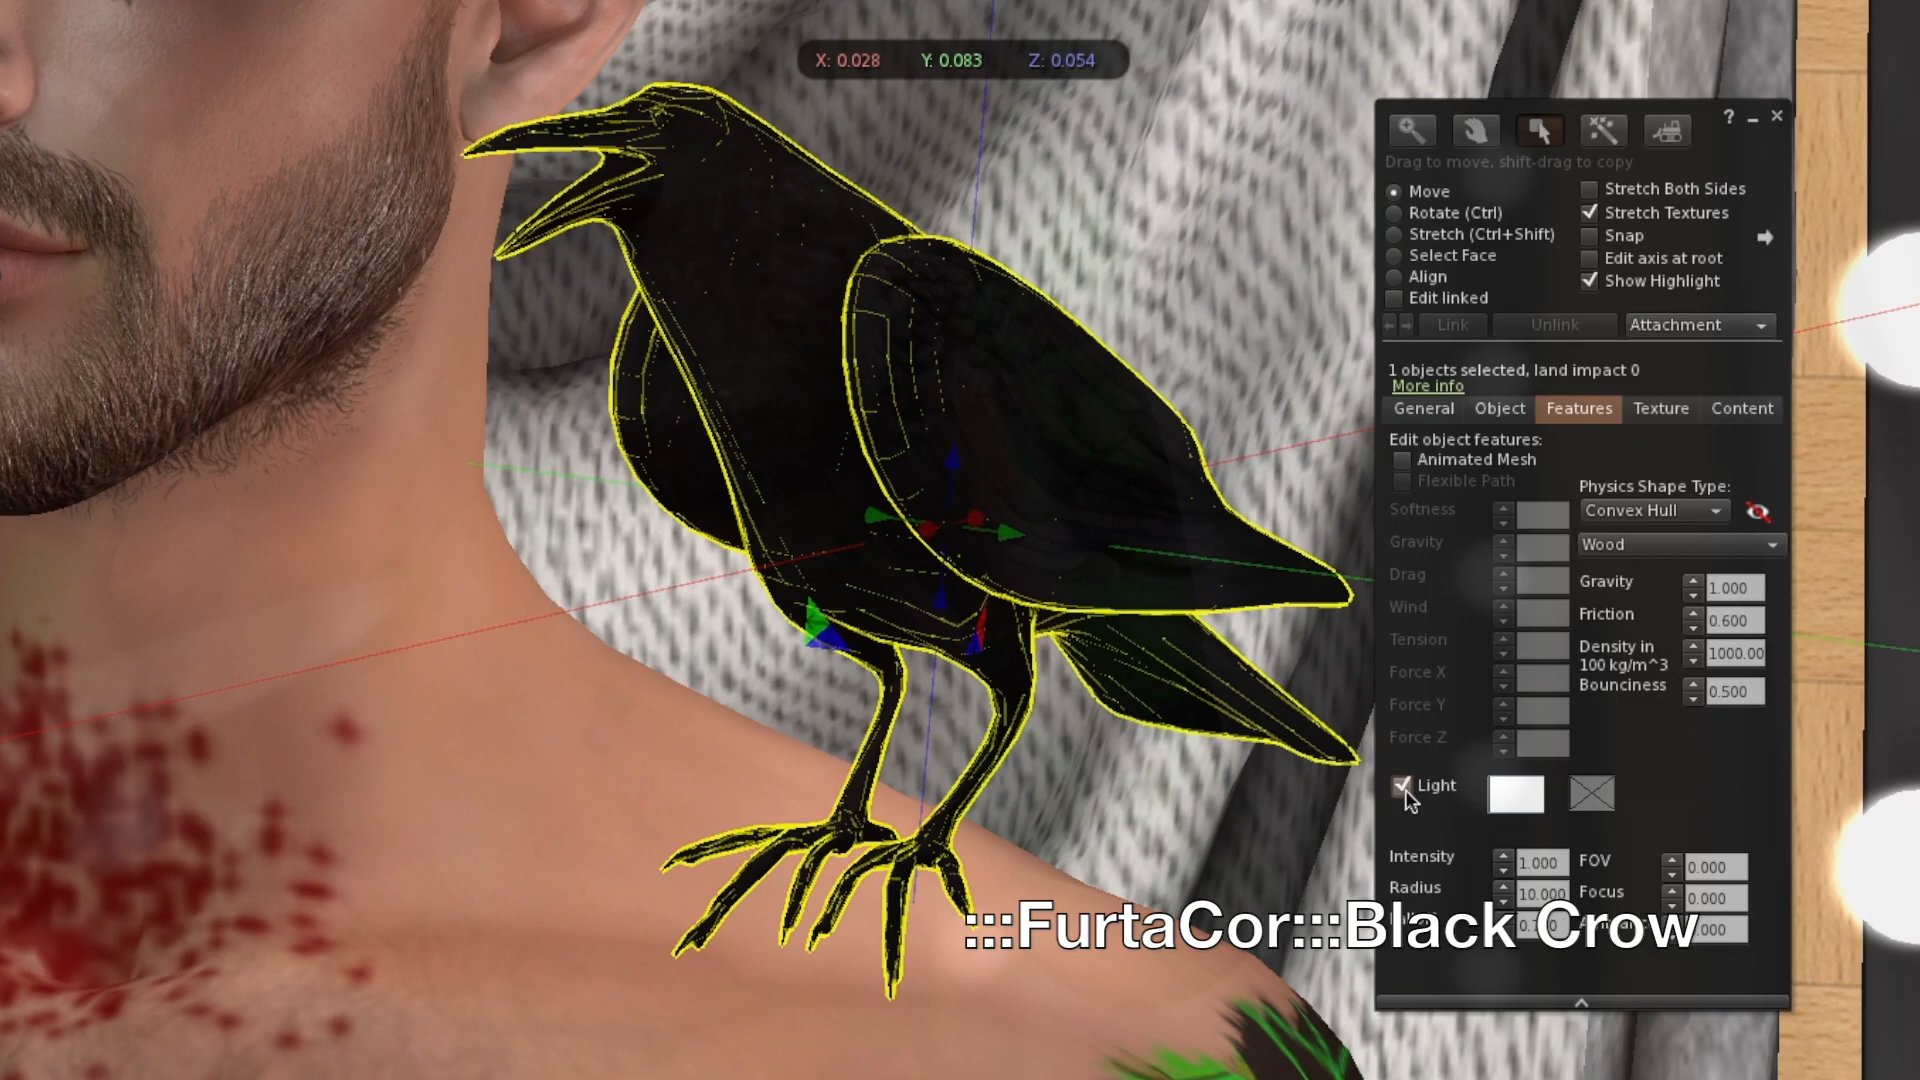 X: 0.028 Y: 0.083 Z: 0.054
?
Drag to move, shift-drag to copy
Move
Rotate (Ctrl)
Stretch (Ctrl+Shift)
Select Face
Align
Edit linked
Stretch Both Sides
Stretch Textures
Snap
Edit axis at root
Show Highlight
Link Unlink Attachment
1 objects selected, land impact 0
More info
General Object Features Texture Content
Edit object features:
Animated Mesh
Flexible Path
Softness
Gravity
Drag
Wind
Tension
Force X
Force Y
Force Z
Physics Shape Type:
Convex Hull
Wood
Gravity 1.000
Friction 0.600
Density in
100 kg/m^3 1000.00
Bounciness 0.500
Light
Intensity 1.000 FOV 0.000
Radius 10.000 Focus 0.000
:::FurtaCor:::Black Crow